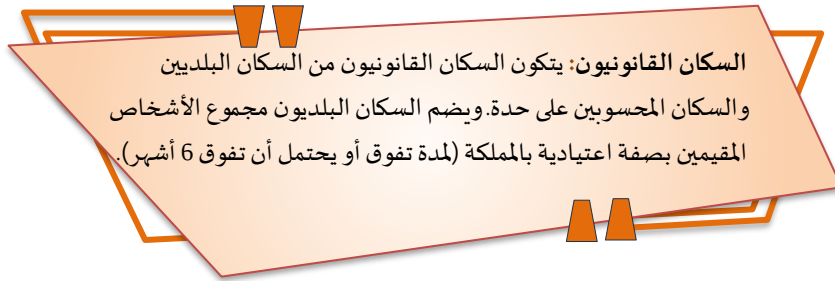 السكان القانونيون: يتكون السكان القانونيون من السكان البلديين
والسكان المحسوبين على حدة. ويضم السكان البلديون مجموع الأشخاص
المقيمين بصفة اعتيادية بالمملكة (لمدة تفوق أو يحتمل أن تفوق 6 أشهر).